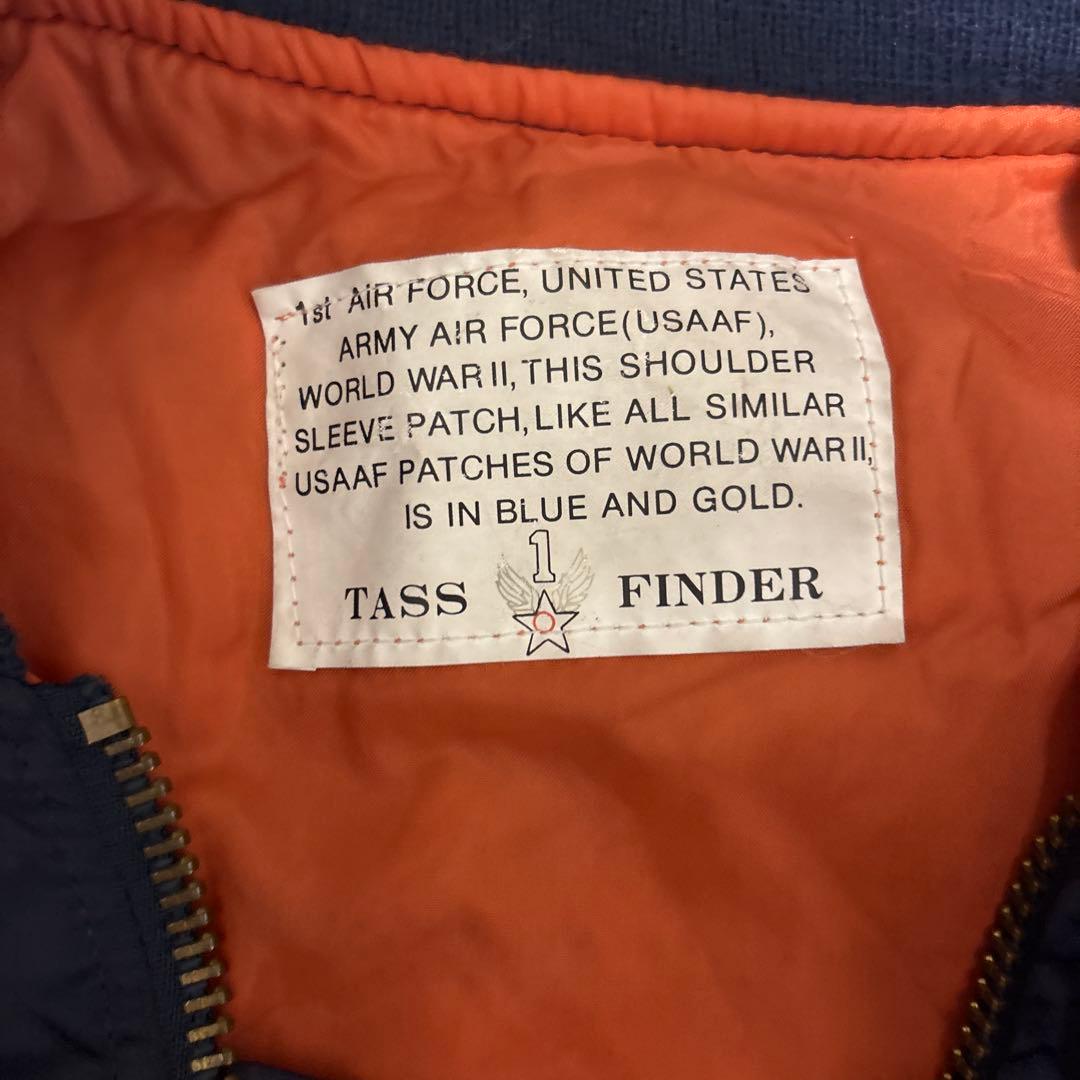 1st AiR FORCE, UNITED STATES
ARMY AIR FORCE(USAAF),
WORLD WAR II, THIS SHOULDER
SLEEVE PATCH, LIKE ALL SIMILAR
USAAF PATCHES OF WORLD WAR II,
IS IN BLUE AND GOLD.
1
TASS FINDER